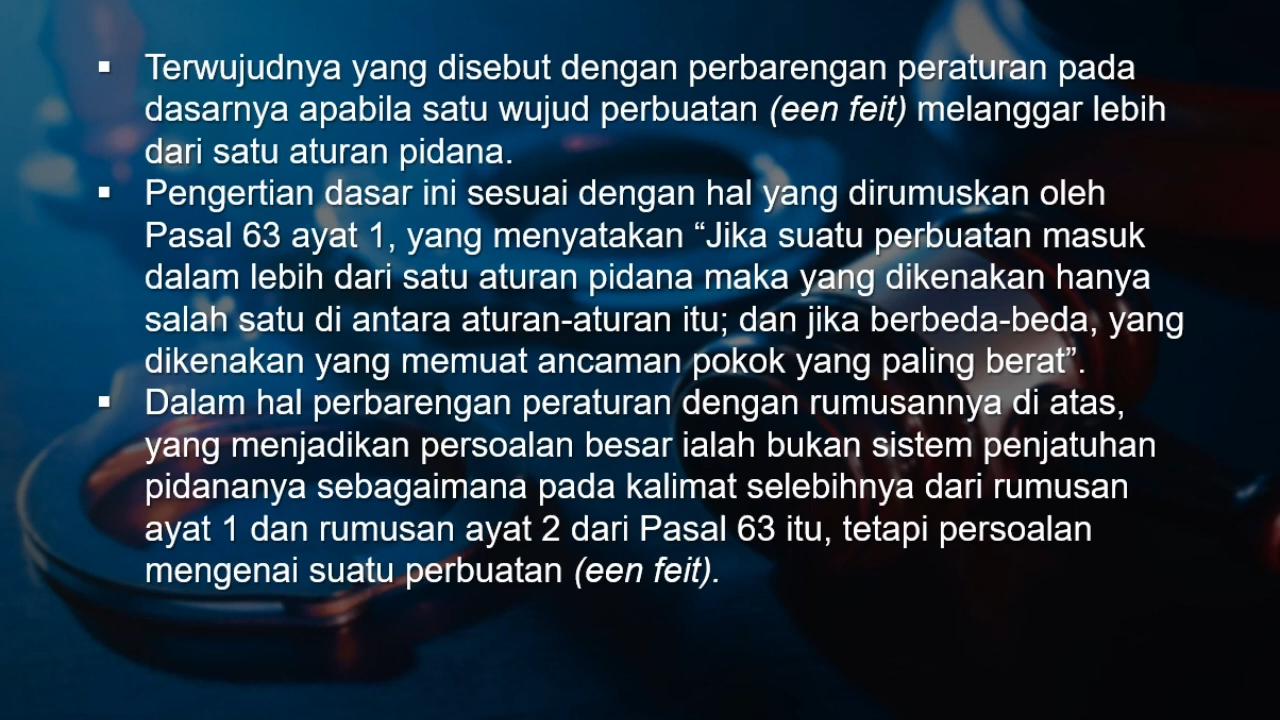 ▪ Terwujudnya yang disebut dengan perbarengan peraturan pada
dasarnya apabila satu wujud perbuatan (een feit) melanggar lebih
dari satu aturan pidana.
▪ Pengertian dasar ini sesuai dengan hal yang dirumuskan oleh
Pasal 63 ayat 1, yang menyatakan “Jika suatu perbuatan masuk
dalam lebih dari satu aturan pidana maka yang dikenakan hanya
salah satu di antara aturan-aturan itu; dan jika berbeda-beda, yang
dikenakan yang memuat ancaman pokok yang paling berat”.
▪ Dalam hal perbarengan peraturan dengan rumusannya di atas,
yang menjadikan persoalan besar ialah bukan sistem penjatuhan
pidananya sebagaimana pada kalimat selebihnya dari rumusan
ayat 1 dan rumusan ayat 2 dari Pasal 63 itu, tetapi persoalan
mengenai suatu perbuatan (een feit).